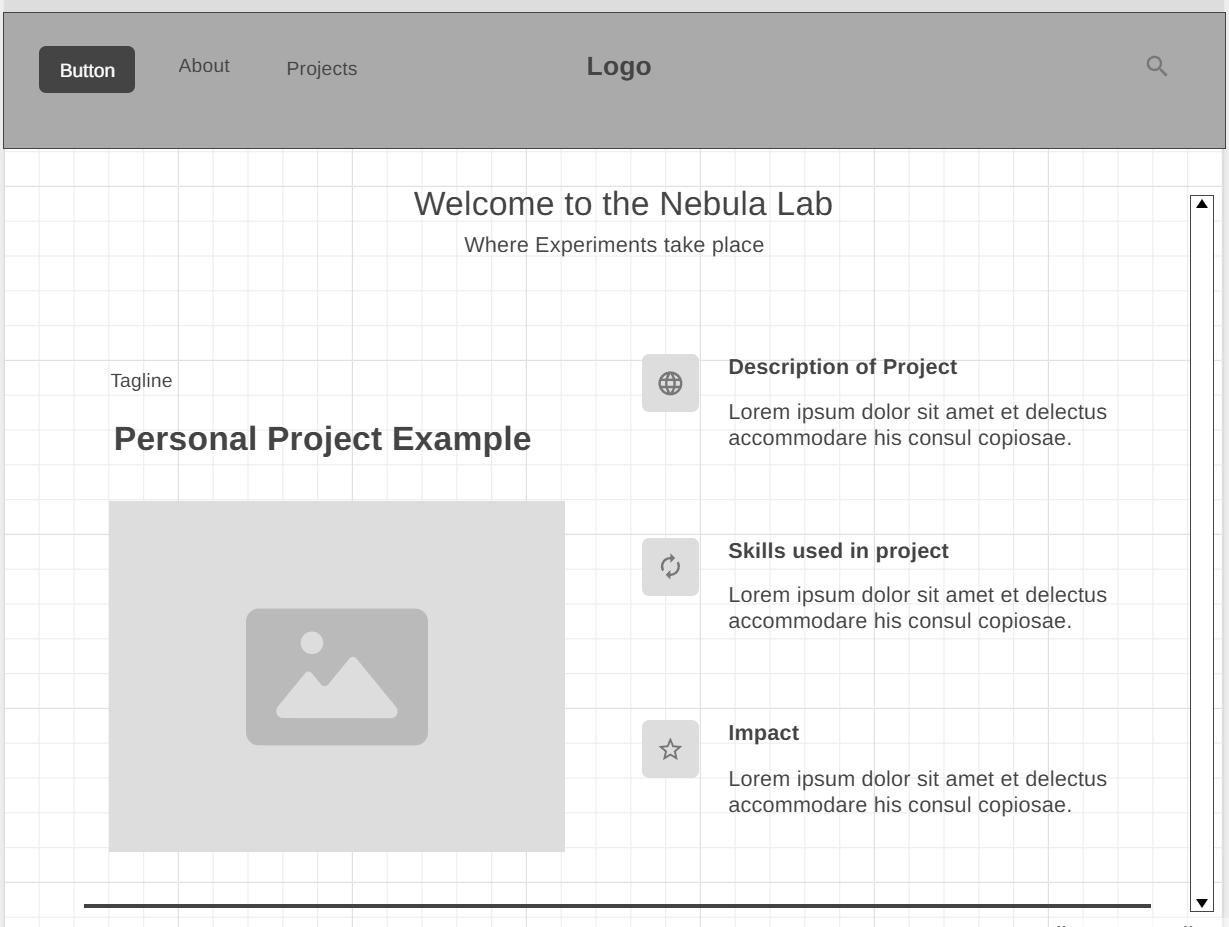 Button
About
Projects
Logo
Welcome to the Nebula Lab
Where Experiments take place
Tagline
Personal Project Example
Description of Project
Lorem ipsum dolor sit amet et delectus
accommodare his consul copiosae.
Skills used in project
Lorem ipsum dolor sit amet et delectus
accommodare his consul copiosae.
Impact
Lorem ipsum dolor sit amet et delectus
accommodare his consul copiosae.